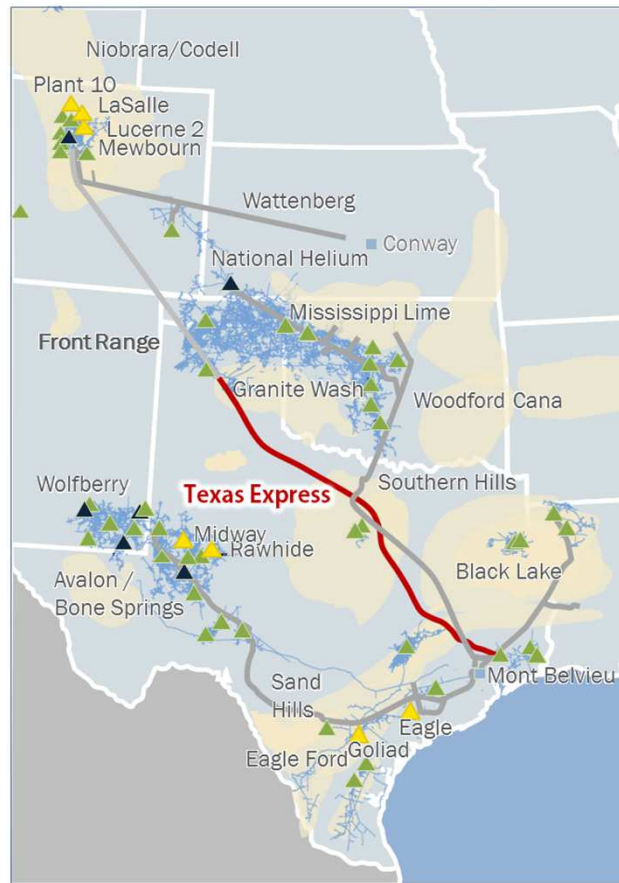 Niobrara/Codell
Plant 10
LaSalle
Lucerne 2
Mewbourn
Wattenberg
Conway
National Helium
Mississippi Lime
Front Range
Granite Wash
Woodford Cana
Wolfberry
Texas Express
Southern Hills
Midway
Rawhide
Black Lake
Avalon /
Bone Springs
Mont Belvieu
Sand
Hills
Eagle
Goliad
Eagle Ford